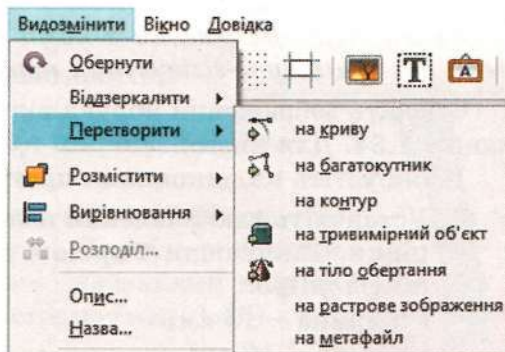 Видозмінити Вікно Довідка
Обернути
Віддзеркалити
Перетворити
Розмістити
Вирівнювання
Розподіл...
Опис...
Назва...
T A
на криву
на багатокутник
на контур
на тривимірний об'єкт
на тіло обертання
на растрове зображення
на метафайл